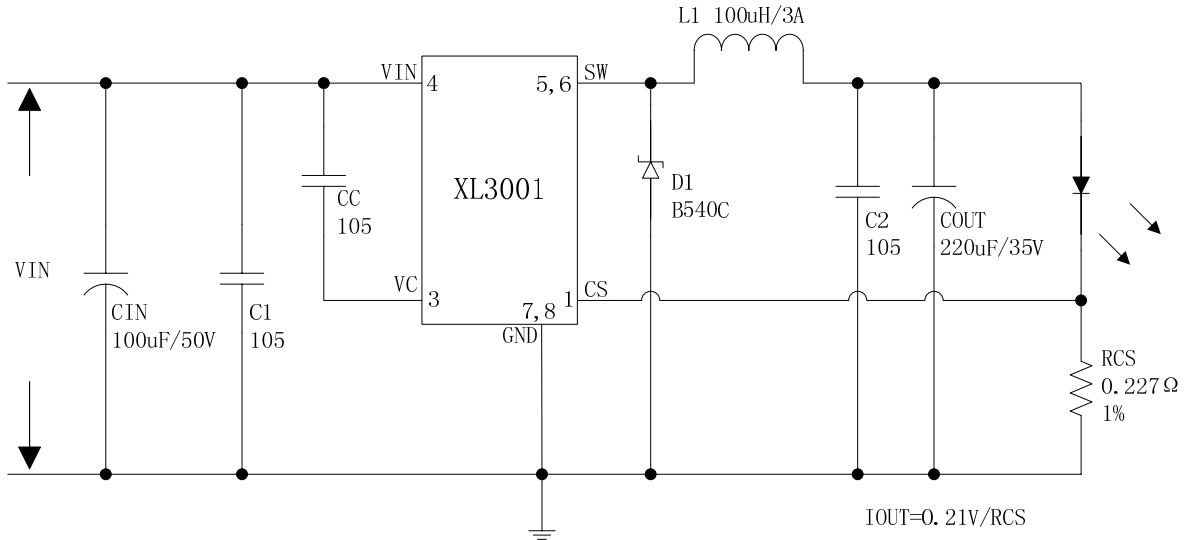 L1 100uH/3A
VIN
4
5,6
SW
XL3001
CC
105
D1
B540C
C2
105
COUT
220uF/35V
VIN
VC
3
1
CS
7,8
GND
CIN
100uF/50V
C1
105
RCS
0.227Ω
1%
IOUT=0.21V/RCS